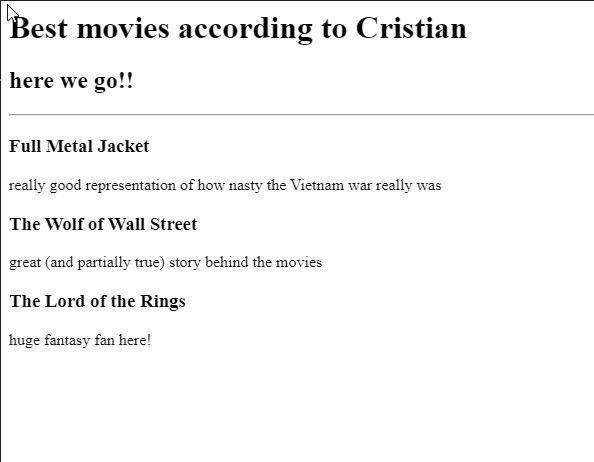 Best movies according to Cristian
here we go!!
Full Metal Jacket
really good representation of how nasty the Vietnam war really was
The Wolf of Wall Street
great (and partially true) story behind the movies
The Lord of the Rings
huge fantasy fan here!